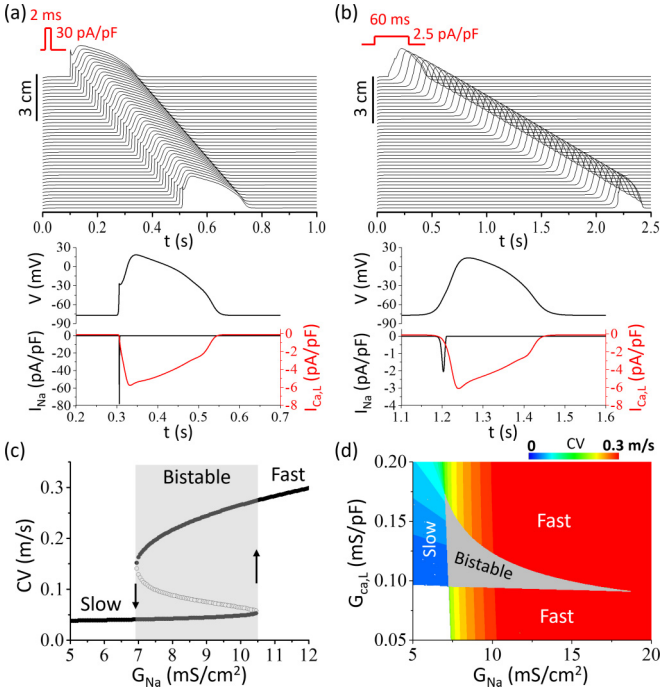 (a)
2 ms
30 pA/pF
3 cm
0.0 0.2 0.4 0.6 0.8 1.0
t (s)
30
0
-30
-60
-90
V (mV)
0
-20
-40
-60
-80
I_Na (pA/pF)
0
-2
-4
-6
-8
I_Ca,L (pA/pF)
0.2 0.3 0.4 0.5 0.6 0.7
t (s)
(b)
60 ms
2.5 pA/pF
3 cm
0.0 0.5 1.0 1.5 2.0 2.5
t (s)
30
0
-30
-60
-90
V (mV)
0
-1
-2
-3
-4
I_Na (pA/pF)
0
-2
-4
-6
-8
I_Ca,L (pA/pF)
1.1 1.2 1.3 1.4 1.5 1.6
t (s)
(c)
Bistable
Fast
Slow
0.3
0.2
0.1
0.0
CV (m/s)
5 6 7 8 9 10 11 12
G_Na (mS/cm²)
(d)
0 CV 0.3 m/s
0.20
0.15
0.10
0.05
G_ca,L (mS/pF)
Slow
Bistable
Fast
Fast
5 10 15 20
G_Na (mS/cm²)